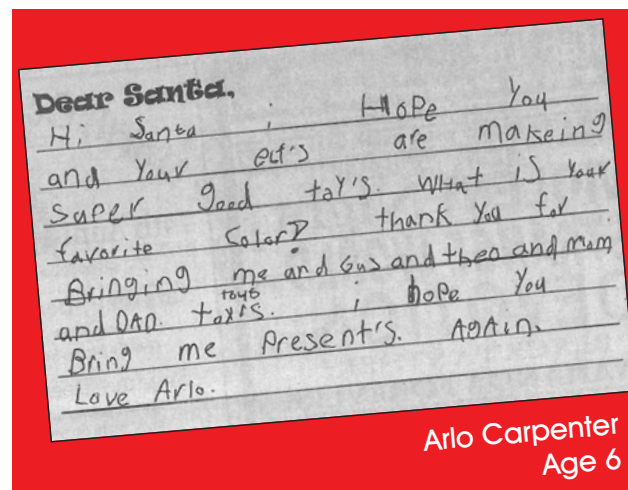 Dear Santa,
Hi Santa i HoPe You
and Your elf's are makeing
super good toy's. What is Your
favorite Color? thank You for
Bringing me and Gus and theo and mom
toys
and DAD. toy's. i hope You
Bring me Present's. AgAin.
Love Arlo.
Arlo Carpenter
Age 6